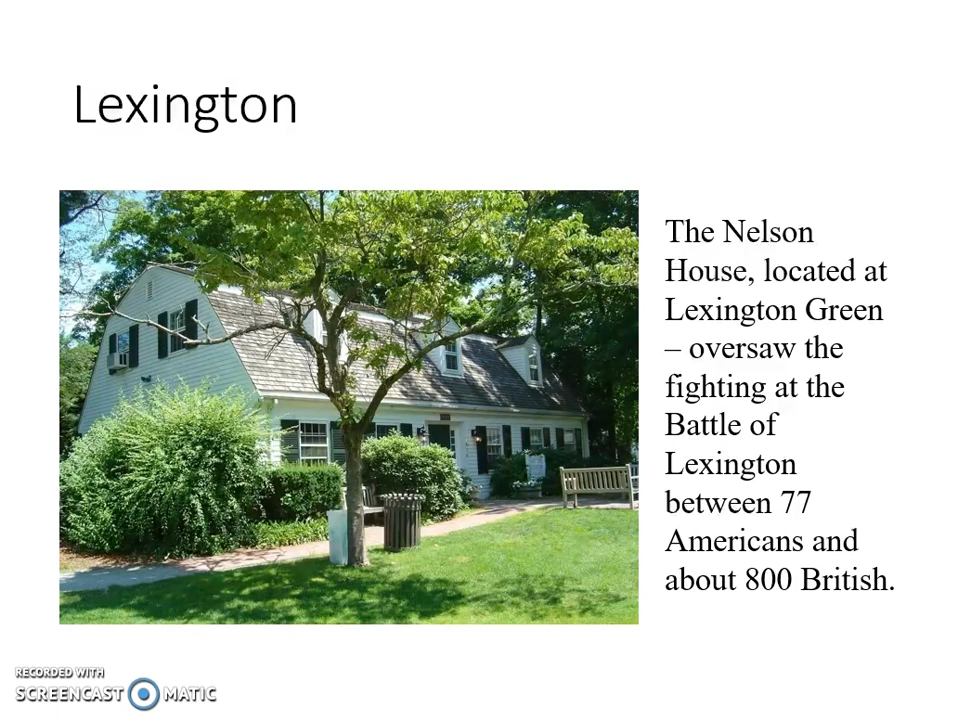 Lexington
The Nelson
House, located at
Lexington Green
– oversaw the
fighting at the
Battle of
Lexington
between 77
Americans and
about 800 British.
RECORDED WITH
SCREENCAST MATIC